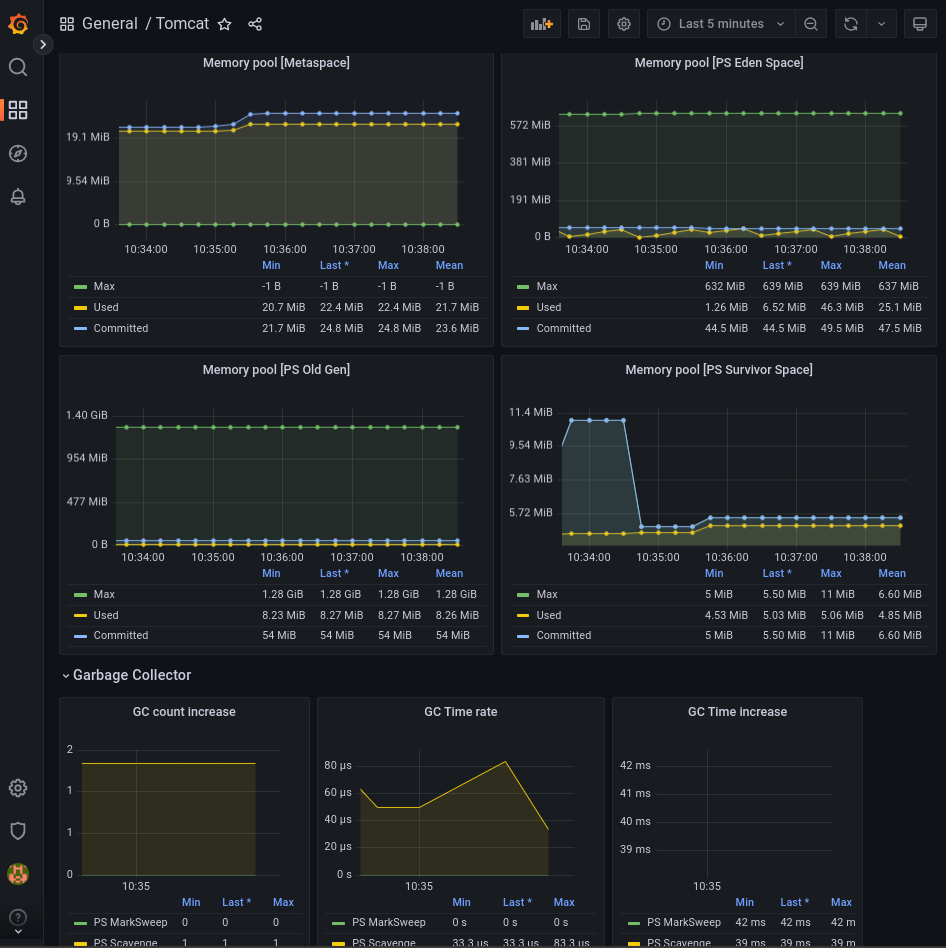 General / Tomcat
Last 5 minutes
Memory pool [Metaspace]
19.1 MiB
9.54 MiB
0 B
10:34:00 10:35:00 10:36:00 10:37:00 10:38:00
Min Last * Max Mean
Max -1 B -1 B -1 B -1 B
Used 20.7 MiB 22.4 MiB 22.4 MiB 21.7 MiB
Committed 21.7 MiB 24.8 MiB 24.8 MiB 23.6 MiB
Memory pool [PS Eden Space]
572 MiB
381 MiB
191 MiB
0 B
10:34:00 10:35:00 10:36:00 10:37:00 10:38:00
Min Last * Max Mean
Max 632 MiB 639 MiB 639 MiB 637 MiB
Used 1.26 MiB 6.52 MiB 46.3 MiB 25.1 MiB
Committed 44.5 MiB 44.5 MiB 49.5 MiB 47.5 MiB
Memory pool [PS Old Gen]
1.40 GiB
954 MiB
477 MiB
0 B
10:34:00 10:35:00 10:36:00 10:37:00 10:38:00
Min Last * Max Mean
Max 1.28 GiB 1.28 GiB 1.28 GiB 1.28 GiB
Used 8.23 MiB 8.27 MiB 8.27 MiB 8.26 MiB
Committed 54 MiB 54 MiB 54 MiB 54 MiB
Memory pool [PS Survivor Space]
11.4 MiB
9.54 MiB
7.63 MiB
5.72 MiB
10:34:00 10:35:00 10:36:00 10:37:00 10:38:00
Min Last * Max Mean
Max 5 MiB 5.50 MiB 11 MiB 6.60 MiB
Used 4.53 MiB 5.03 MiB 5.06 MiB 4.85 MiB
Committed 5 MiB 5.50 MiB 11 MiB 6.60 MiB
Garbage Collector
GC count increase
2
1
1
0
10:35
Min Last * Max
PS MarkSweep 0 0 0
PS Scavenge 1 1 1
GC Time rate
80 µs
60 µs
40 µs
20 µs
0 s
10:35
Min Last * Max
PS MarkSweep 0 s 0 s 0 s
PS Scavenge 33.3 µs 33.3 µs 83.3 µs
GC Time increase
42 ms
41 ms
40 ms
39 ms
10:35
Min Last * Max
PS MarkSweep 42 ms 42 ms 42 m
PS Scavenge 39 ms 39 ms 39 m